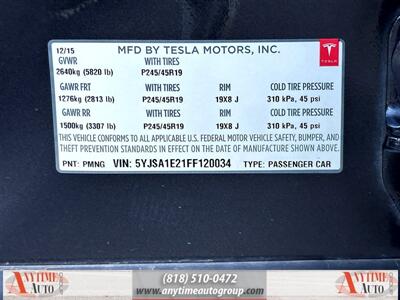 12/15 MFD BY TESLA MOTORS, INC.
GVWR WITH TIRES
TESLA
2640kg (5820 lb) P245/45R19
GAWR FRT WITH TIRES RIM COLD TIRE PRESSURE
1276kg (2813 lb) P245/45R19 19X8 J 310 kPa, 45 psi
GAWR RR WITH TIRES RIM COLD TIRE PRESSURE
1500kg (3307 lb) P245/45R19 19X8 J 310 kPa, 45 psi
THIS VEHICLE CONFORMS TO ALL APPLICABLE U.S. FEDERAL MOTOR VEHICLE SAFETY, BUMPER, AND
THEFT PREVENTION STANDARDS IN EFFECT ON THE DATE OF MANUFACTURE SHOWN ABOVE.
PNT: PMNG VIN: 5YJSA1E21FF120034 TYPE: PASSENGER CAR
ANYTIME AUTO
(818) 510-0472
www.anytimeautogroup.com
ANYTIME AUTO